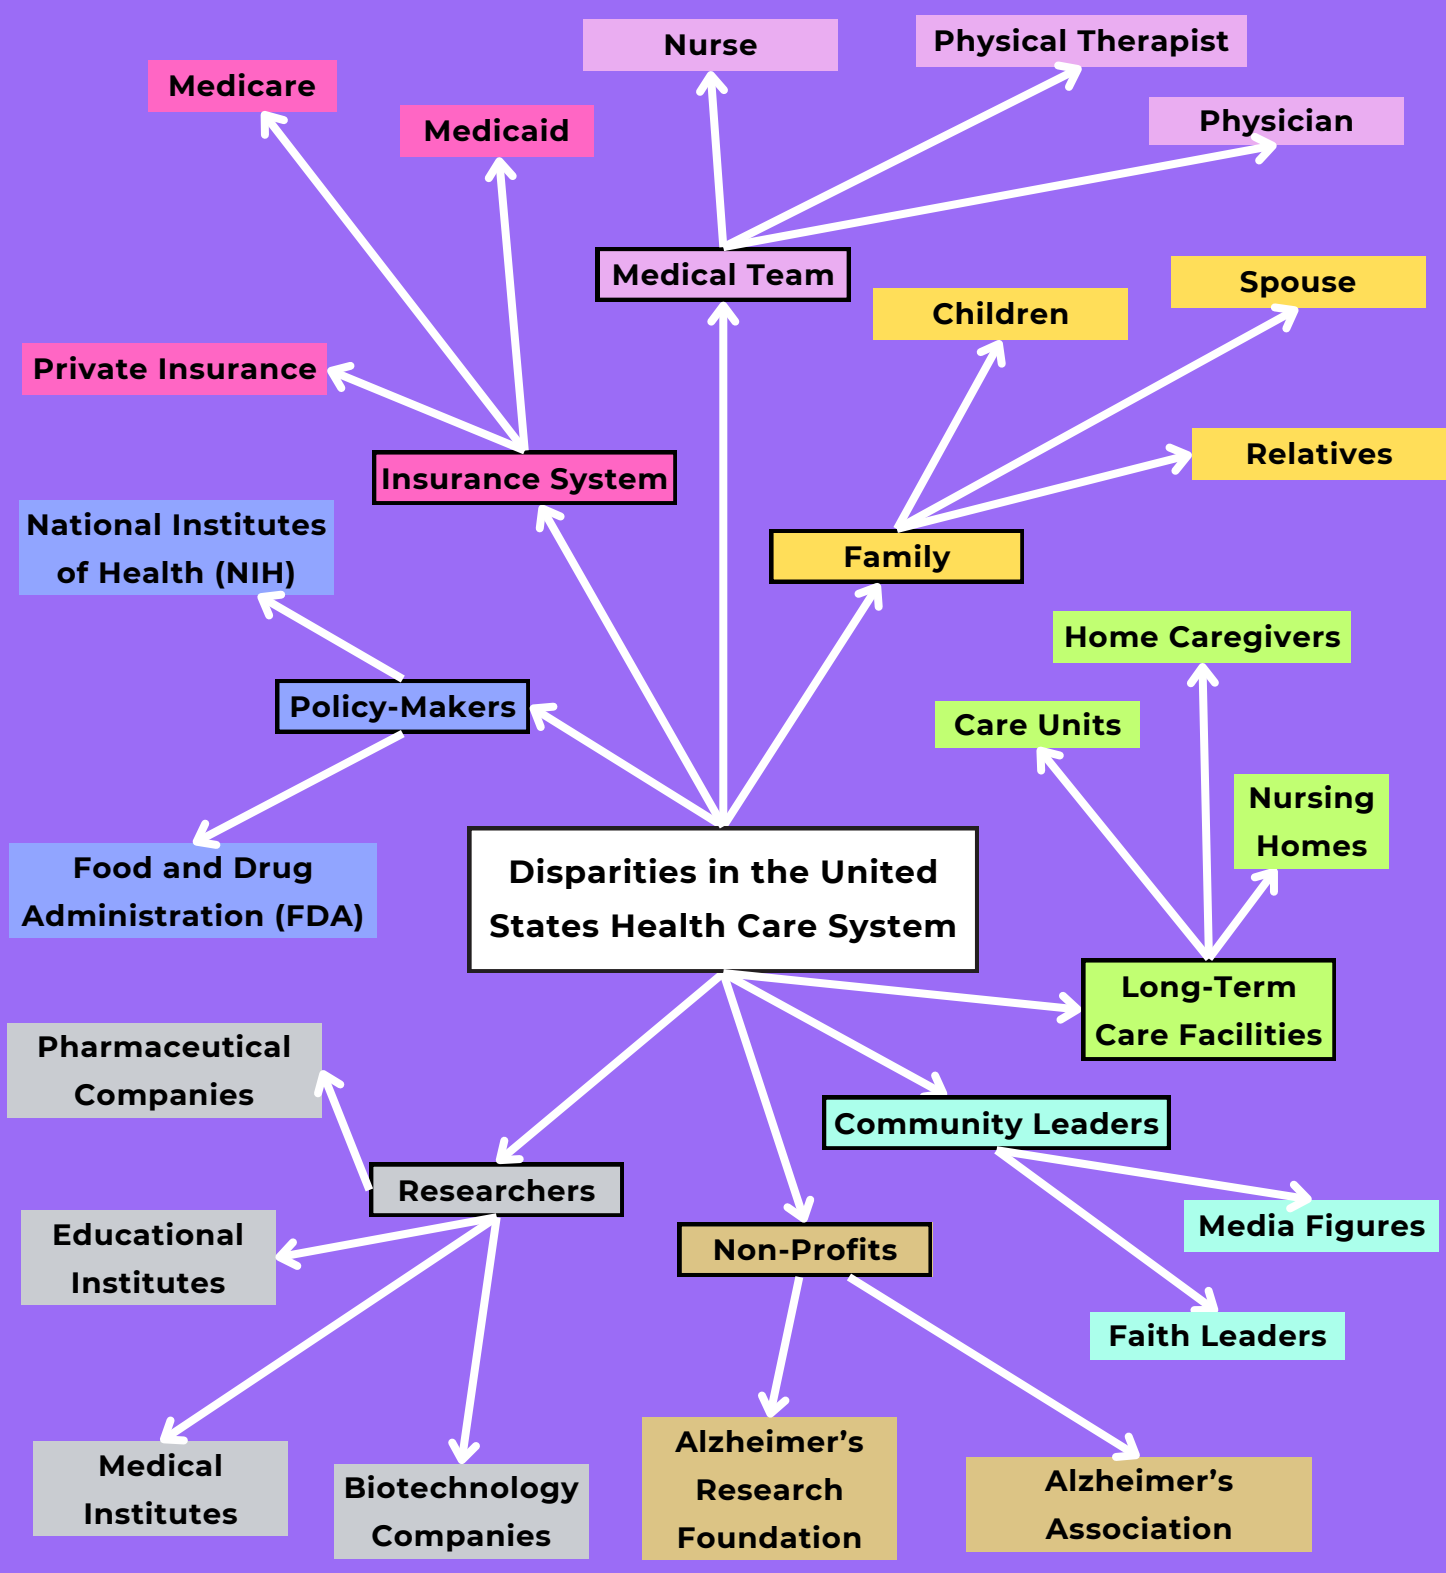 Nurse
Physical Therapist
Medicare
Medicaid
Physician
Medical Team
Spouse
Children
Private Insurance
Insurance System
Relatives
National Institutes
of Health (NIH)
Family
Home Caregivers
Policy-Makers
Care Units
Nursing
Homes
Food and Drug
Administration (FDA)
Disparities in the United
States Health Care System
Long-Term
Care Facilities
Pharmaceutical
Companies
Community Leaders
Researchers
Educational
Institutes
Non-Profits
Media Figures
Faith Leaders
Medical
Institutes
Biotechnology
Companies
Alzheimer’s
Research
Foundation
Alzheimer’s
Association